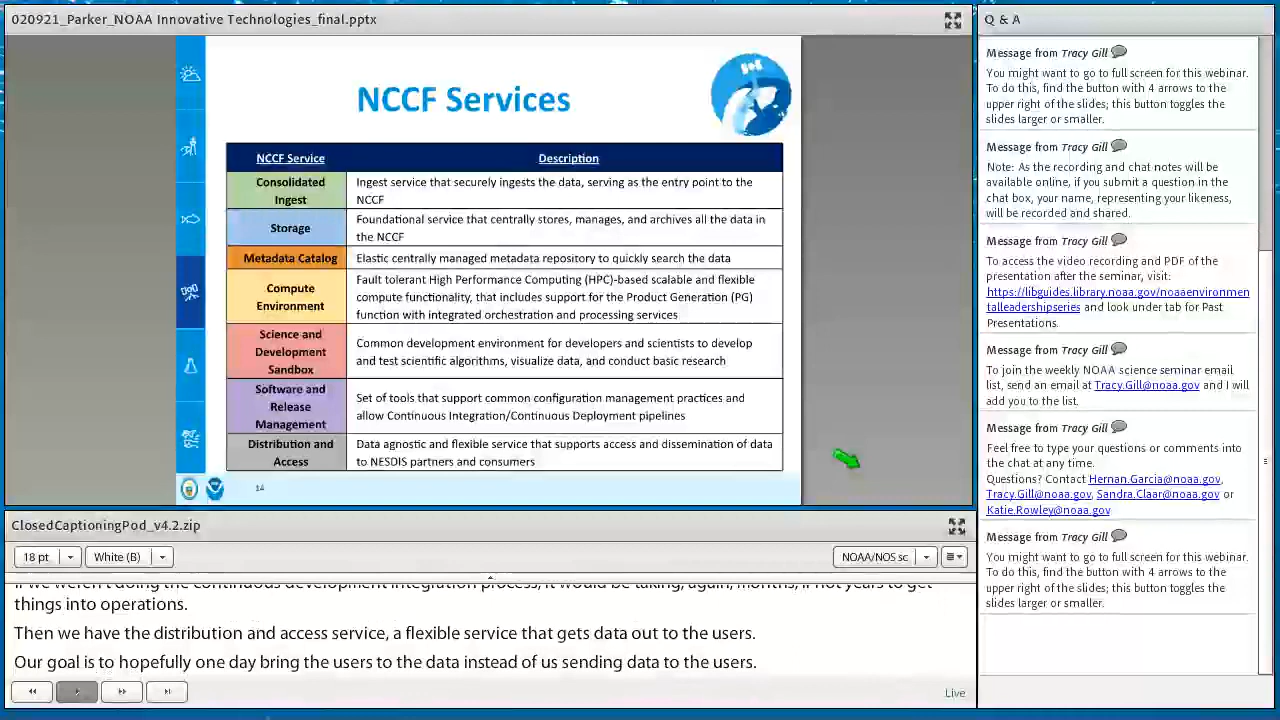 020921_Parker_NOAA Innovative Technologies_final.pptx
NCCF Services
NCCF Service Description
Consolidated Ingest
Ingest service that securely ingests the data, serving as the entry point to the
NCCF
Storage
Foundational service that centrally stores, manages, and archives all the data in
the NCCF
Metadata Catalog
Elastic centrally managed metadata repository to quickly search the data
Compute
Environment
Fault tolerant High Performance Computing (HPC)-based scalable and flexible
compute functionality, that includes support for the Product Generation (PG)
function with integrated orchestration and processing services
Science and
Development
Sandbox
Common development environment for developers and scientists to develop
and test scientific algorithms, visualize data, and conduct basic research
Software and
Release
Management
Set of tools that support common configuration management practices and
allow Continuous Integration/Continuous Deployment pipelines
Distribution and
Access
Data agnostic and flexible service that supports access and dissemination of data
to NESDIS partners and consumers
14
ClosedCaptioningPod_v4.2.zip
18 pt White (B) NOAA/NOS sc
If we weren't doing the continuous development integration process, it would be taking, again, months, if not years to get
things into operations.
Then we have the distribution and access service, a flexible service that gets data out to the users.
Our goal is to hopefully one day bring the users to the data instead of us sending data to the users.
Live
Q & A
Message from Tracy Gill
You might want to go to full screen for this webinar.
To do this, find the button with 4 arrows to the
upper right of the slides; this button toggles the
slides larger or smaller.
Message from Tracy Gill
Note: As the recording and chat notes will be
available online, if you submit a question in the
chat box, your name, representing your likeness,
will be recorded and shared.
Message from Tracy Gill
To access the video recording and PDF of the
presentation after the seminar, visit:
https://libguides.library.noaa.gov/noaaenvironmen
talleadershipseries and look under tab for Past
Presentations.
Message from Tracy Gill
To join the weekly NOAA science seminar email
list, send an email at Tracy.Gill@noaa.gov and I will
add you to the list.
Message from Tracy Gill
Feel free to type your questions or comments into
the chat at any time.
Questions? Contact Hernan.Garcia@noaa.gov,
Tracy.Gill@noaa.gov, Sandra.Claar@noaa.gov or
Katie.Rowley@noaa.gov
Message from Tracy Gill
You might want to go to full screen for this webinar.
To do this, find the button with 4 arrows to the
upper right of the slides; this button toggles the
slides larger or smaller.